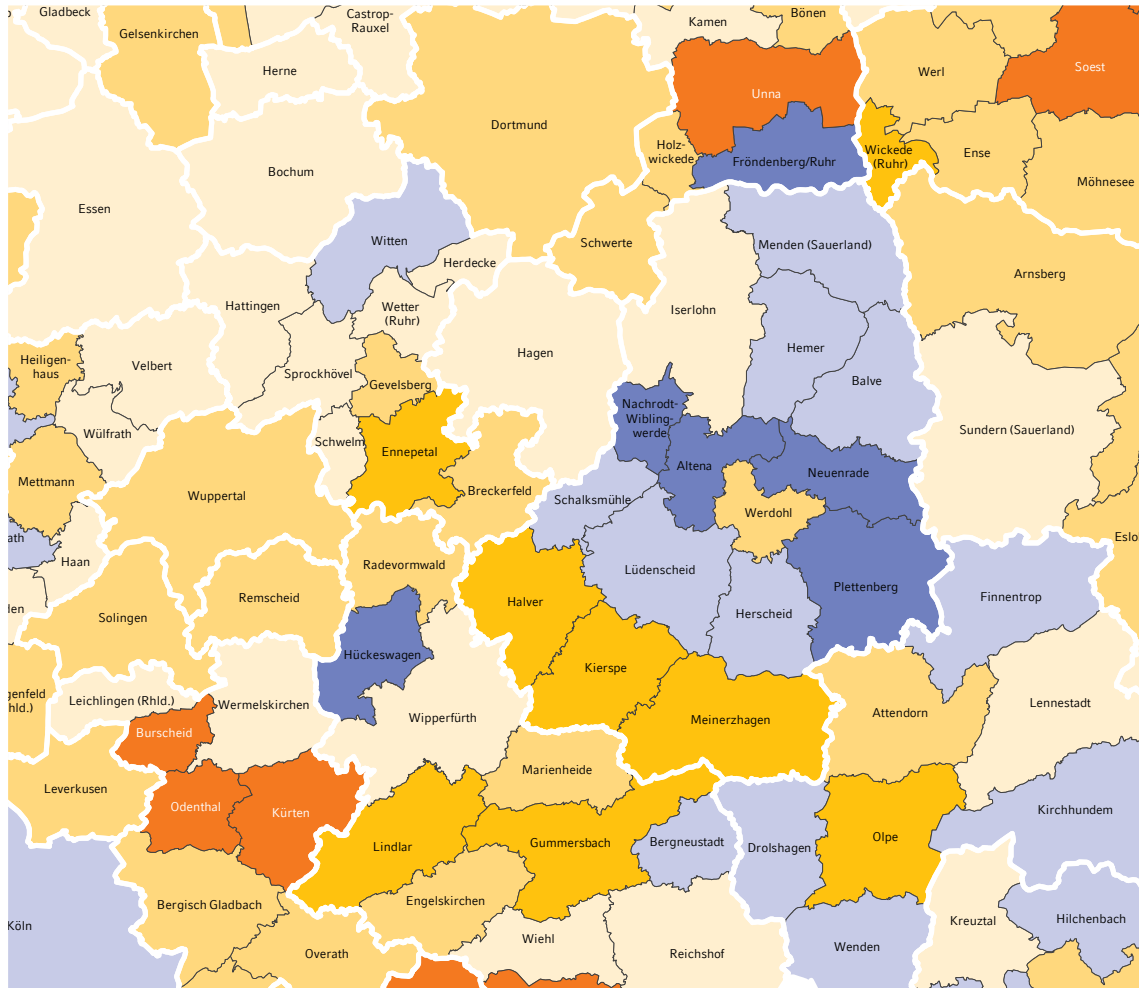 Gladbeck
Castrop-
Rauxel
Kamen
Bönen
Gelsenkirchen
Herne
Werl
Soest
Unna
Dortmund
Holz-
wickede
Fröndenberg/Ruhr
Wickede
(Ruhr)
Ense
Möhnesee
Bochum
Essen
Witten
Herdecke
Schwerte
Menden (Sauerland)
Arnsberg
Hattingen
Wetter
(Ruhr)
Iserlohn
Hemer
Hagen
Heiligen-
haus
Velbert
Sprockhövel
Gevelsberg
Balve
Nachrodt-
Wibling-
werde
Wülfrath
Schwelm
Ennepetal
Sundern (Sauerland)
Altena
Neuenrade
Mettmann
Wuppertal
Breckerfeld
Schalksmühle
Werdohl
ath
Haan
Eslo
Radevormwald
Lüdenscheid
Plettenberg
Finnentrop
den
Solingen
Remscheid
Halver
Herscheid
Hückeswagen
Kierspe
genfeld
hld.)
Leichlingen (Rhld.)
Wermelskirchen
Wipperfürth
Meinerzhagen
Attendorn
Lennestadt
Burscheid
Marienheide
Leverkusen
Odenthal
Kürten
Kirchhundem
Lindlar
Gummersbach
Bergneustadt
Drolshagen
Olpe
Bergisch Gladbach
Engelskirchen
Köln
Kreuztal
Hilchenbach
Overath
Wiehl
Reichshof
Wenden